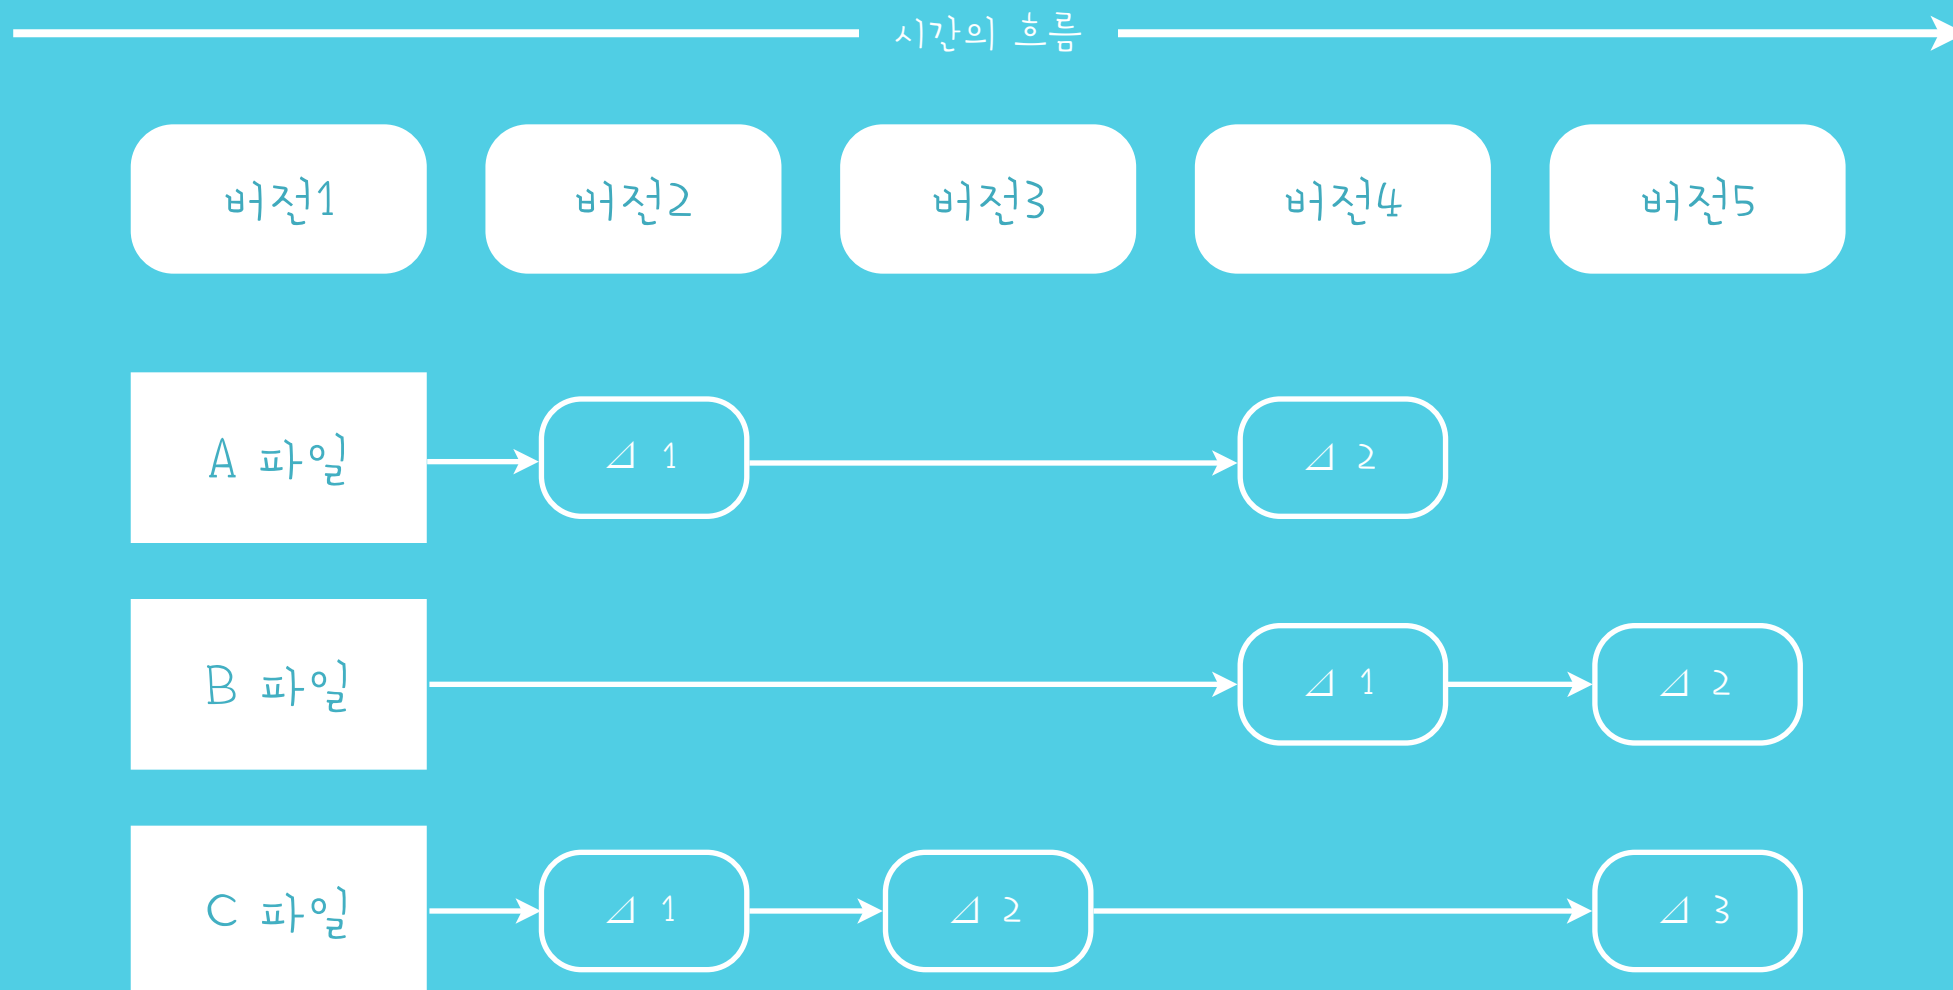 시간의 흐름
버전1 버전2 버전3 버전4 버전5
A 파일 ⊿ 1 ⊿ 2
B 파일 ⊿ 1 ⊿ 2
C 파일 ⊿ 1 ⊿ 2 ⊿ 3